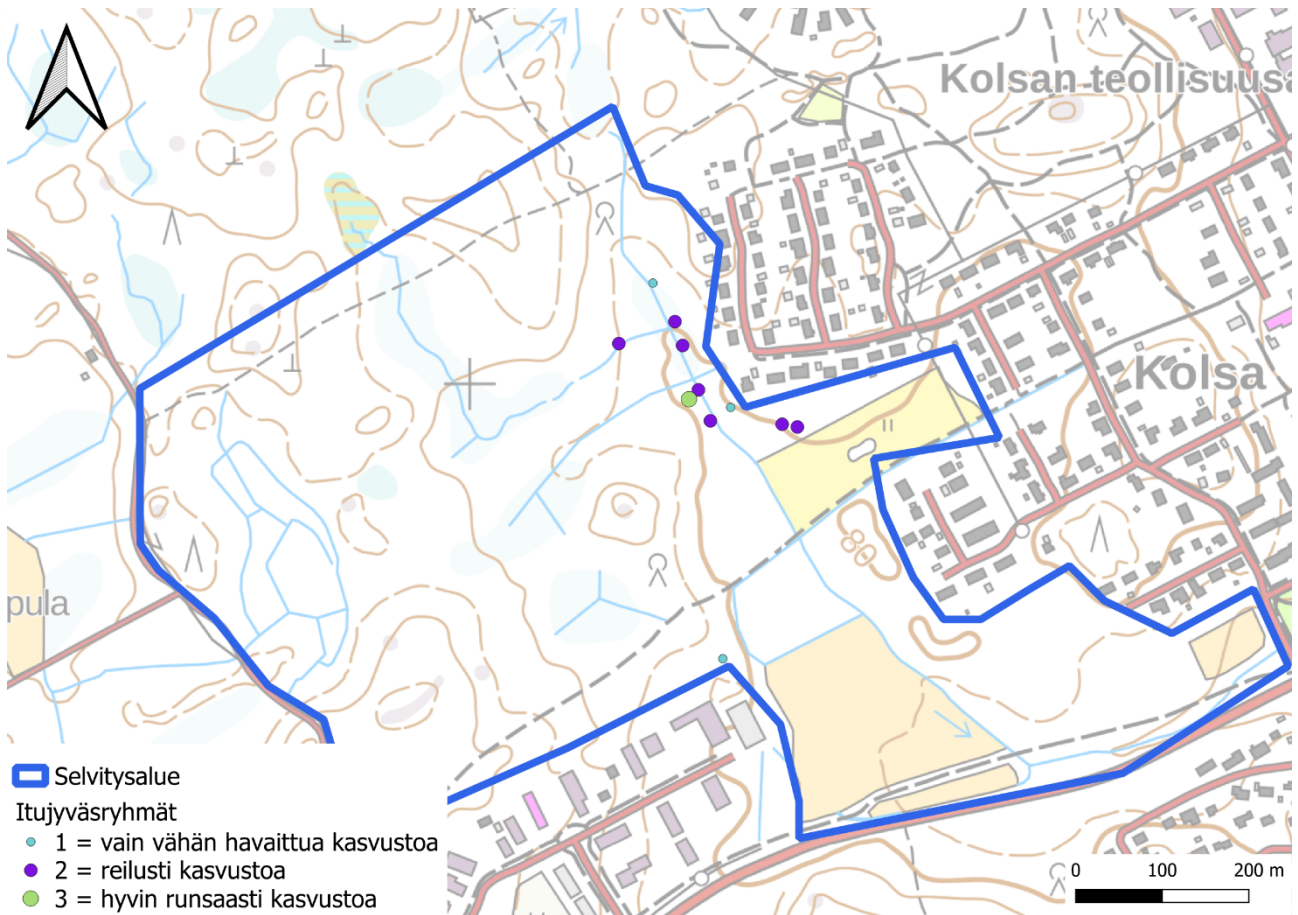 Kolsan teollisuusa
Kolsa
pula
Selvitysalue
Itujyväsryhmät
1 = vain vähän havaittua kasvustoa
2 = reilusti kasvustoa
3 = hyvin runsaasti kasvustoa
0 100 200 m